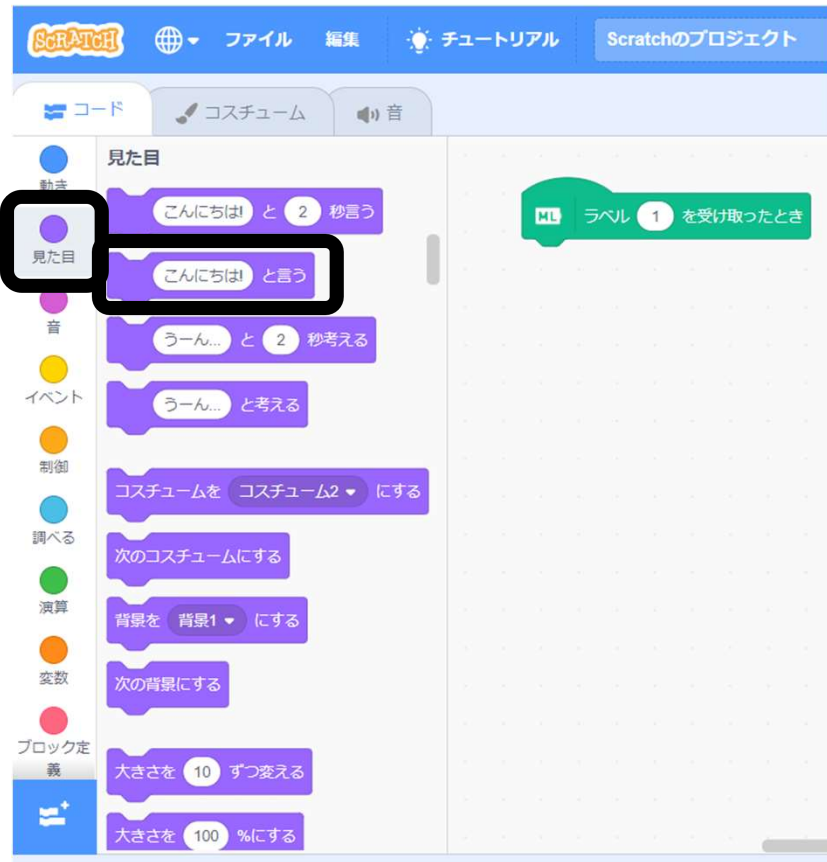 SCRATCH ファイル 編集 チュートリアル Scratchのプロジェクト
コード コスチューム 音
動き
見た目
音
イベント
制御
調べる
演算
変数
ブロック定
義
見た目
こんにちは! と 2 秒言う
こんにちは! と言う
うーん... と 2 秒考える
うーん... と考える
コスチュームを コスチューム2 にする
次のコスチュームにする
背景を 背景1 にする
次の背景にする
大きさを 10 ずつ変える
大きさを 100 %にする
ML ラベル 1 を受け取ったとき